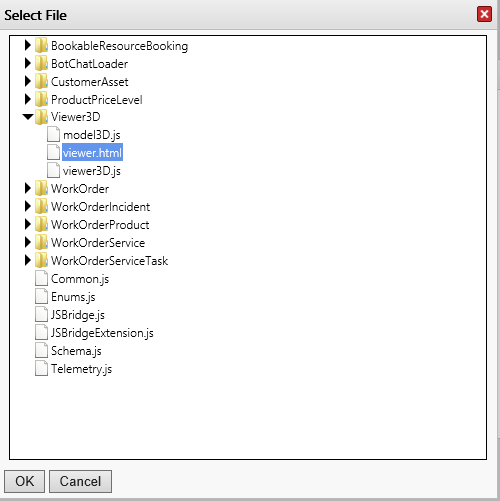 Select File
BookableResourceBooking
BotChatLoader
CustomerAsset
ProductPriceLevel
Viewer3D
model3D.js
viewer.html
viewer3D.js
WorkOrder
WorkOrderIncident
WorkOrderProduct
WorkOrderService
WorkOrderServiceTask
Common.js
Enums.js
JSBridge.js
JSBridgeExtension.js
Schema.js
Telemetry.js
OK Cancel